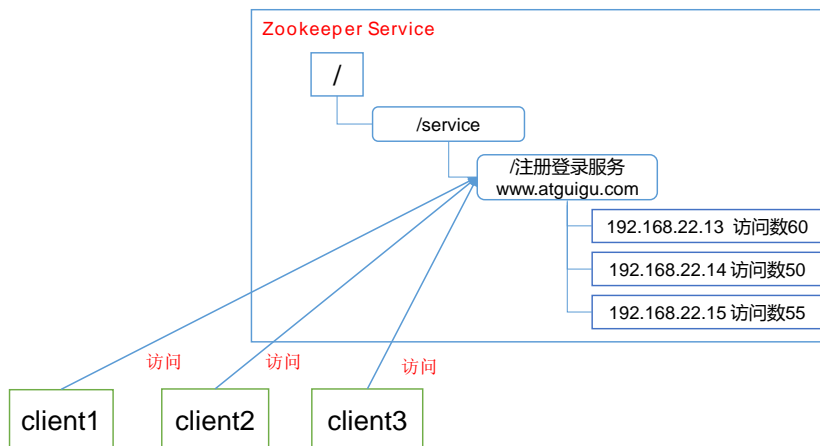 Zookeeper Service
/
/service
/注册登录服务
www.atguigu.com
192.168.22.13 访问数60
192.168.22.14 访问数50
192.168.22.15 访问数55
访问
访问
访问
client1
client2
client3